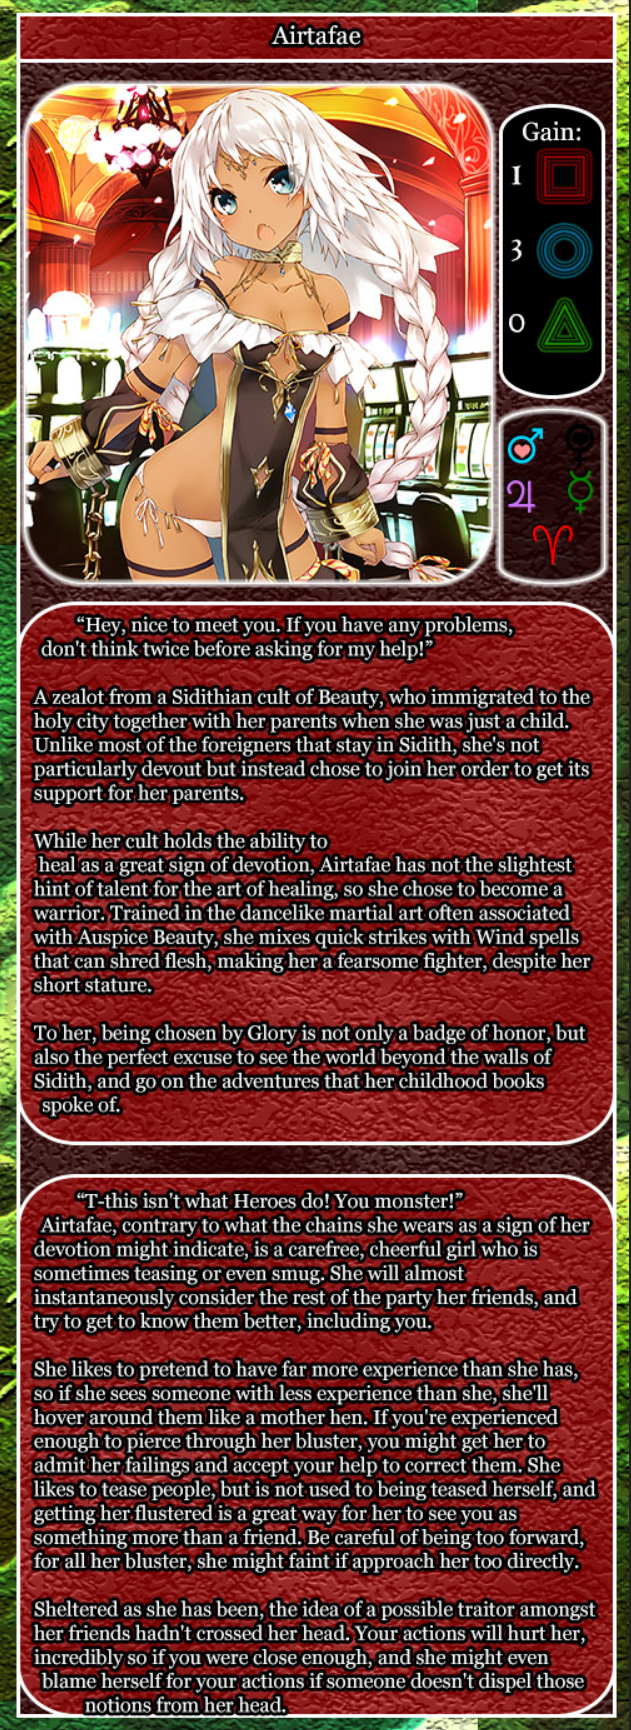 Airtafae
Gain:
1
3
0
“Hey, nice to meet you. If you have any problems,
don't think twice before asking for my help!”
A zealot from a Sidithian cult of Beauty, who immigrated to the
holy city together with her parents when she was just a child.
Unlike most of the foreigners that stay in Sidith, she's not
particularly devout but instead chose to join her order to get its
support for her parents.
While her cult holds the ability to
heal as a great sign of devotion, Airtafae has not the slightest
hint of talent for the art of healing, so she chose to become a
warrior. Trained in the dancelike martial art often associated
with Auspice Beauty, she mixes quick strikes with Wind spells
that can shred flesh, making her a fearsome fighter, despite her
short stature.
To her, being chosen by Glory is not only a badge of honor, but
also the perfect excuse to see the world beyond the walls of
Sidith, and go on the adventures that her childhood books
spoke of.
“T-this isn't what Heroes do! You monster!”
Airtafae, contrary to what the chains she wears as a sign of her
devotion might indicate, is a carefree, cheerful girl who is
sometimes teasing or even smug. She will almost
instantaneously consider the rest of the party her friends, and
try to get to know them better, including you.
She likes to pretend to have far more experience than she has,
so if she sees someone with less experience than she, she'll
hover around them like a mother hen. If you're experienced
enough to pierce through her bluster, you might get her to
admit her failings and accept your help to correct them. She
likes to tease people, but is not used to being teased herself, and
getting her flustered is a great way for her to see you as
something more than a friend. Be careful of being too forward,
for all her bluster, she might faint if approach her too directly.
Sheltered as she has been, the idea of a possible traitor amongst
her friends hadn't crossed her head. Your actions will hurt her,
incredibly so if you were close enough, and she might even
blame herself for your actions if someone doesn't dispel those
notions from her head.